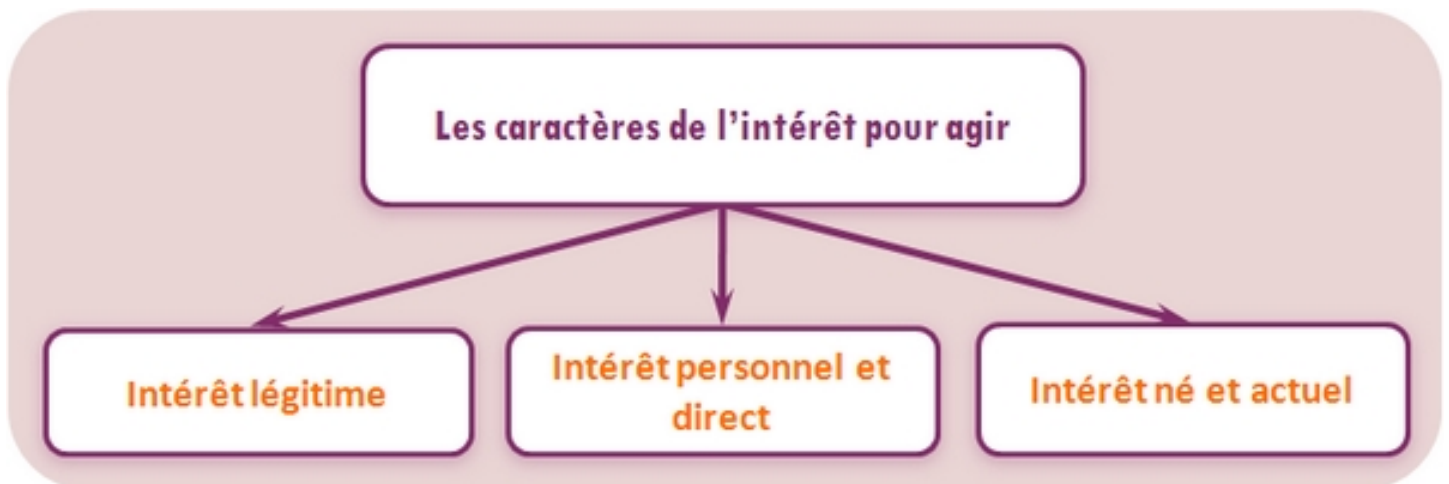 Les caractères de l'intérêt pour agir
Intérêt légitime
Intérêt personnel et
direct
Intérêt né et actuel